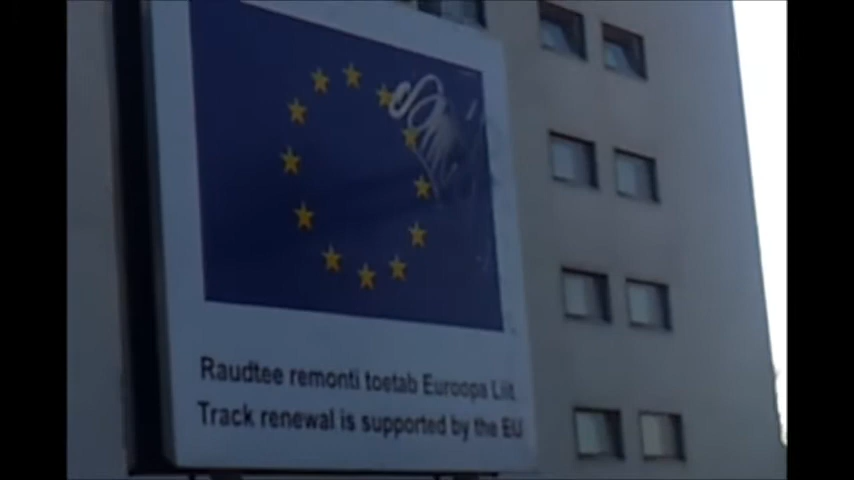 Raudtee remonti toetab Euroopa Liit
Track renewal is supported by the EU